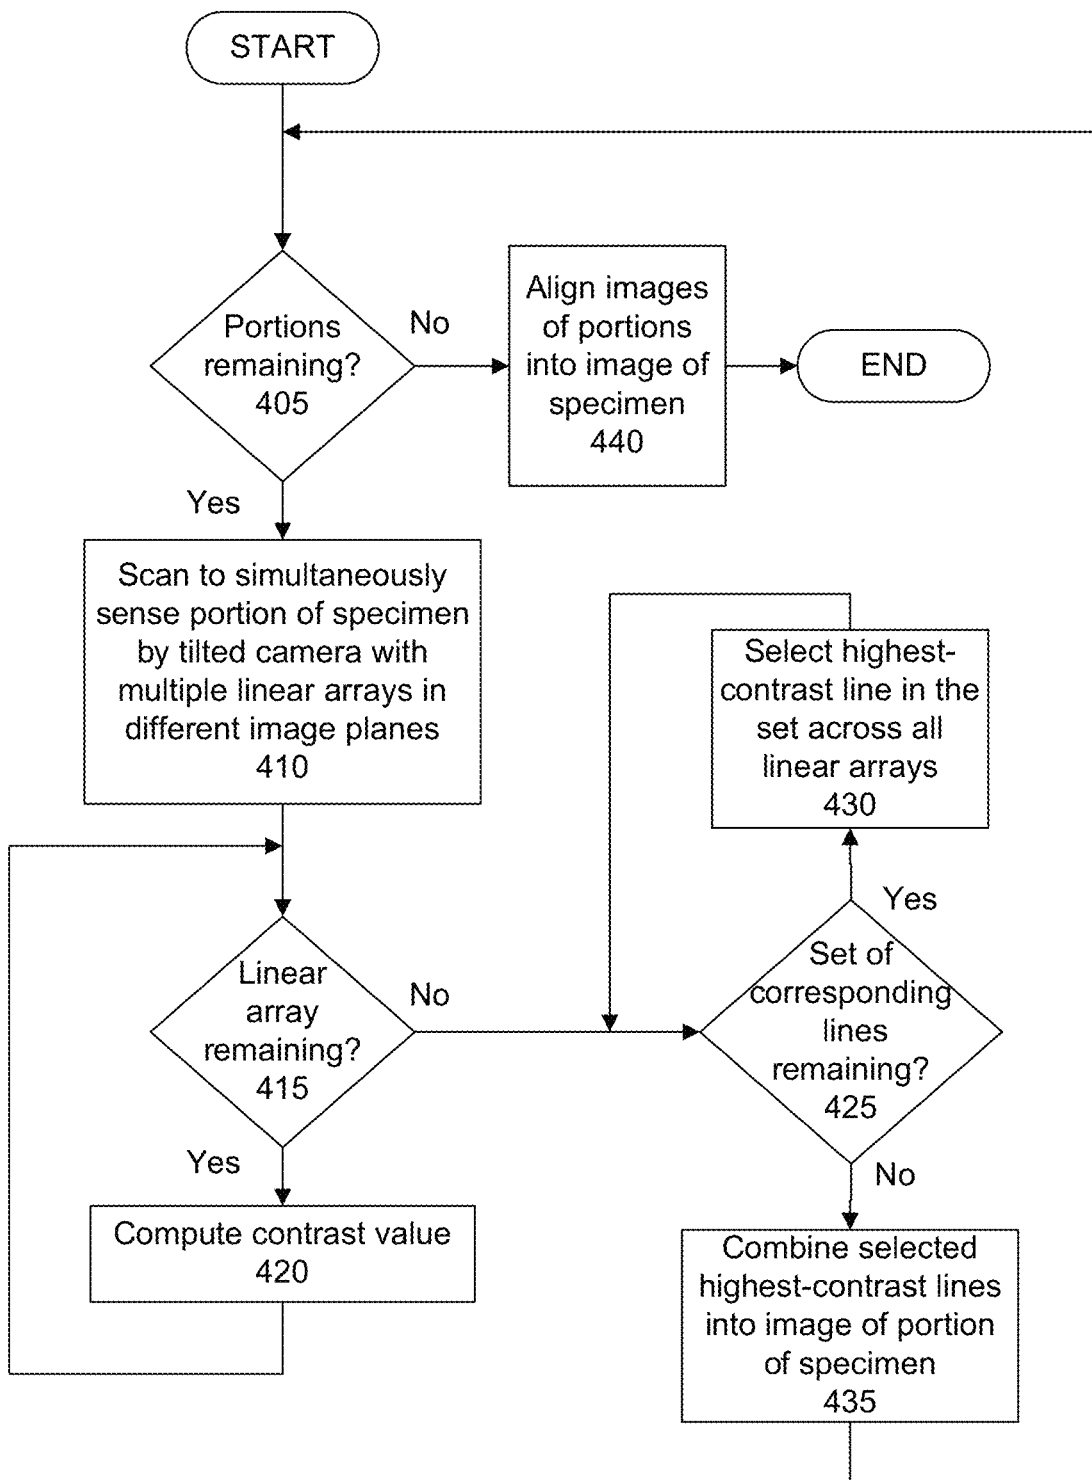 START
Portions
remaining?
405
No
Align images
of portions
into image of
specimen
440
END
Yes
Scan to simultaneously
sense portion of specimen
by tilted camera with
multiple linear arrays in
different image planes
410
Select highest-
contrast line in the
set across all
linear arrays
430
Yes
Linear
array
remaining?
415
No
Set of
corresponding
lines
remaining?
425
Yes
No
Compute contrast value
420
Combine selected
highest-contrast lines
into image of portion
of specimen
435